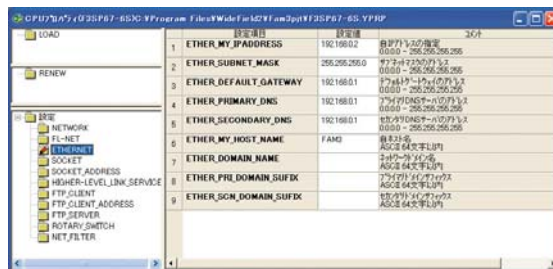 CPUプロパティ(F3SP67-6S)C:¥Program Files¥WideField2¥Fam3pjt¥F3SP67-6S.YPRP
LOAD
RENEW
設定
NETWORK
FL-NET
ETHERNET
SOCKET
SOCKET_ADDRESS
HIGHER-LEVEL_LINK_SERVICE
FTP_CLIENT
FTP_CLIENT_ADDRESS
FTP_SERVER
ROTARY_SWITCH
NET_FILTER
設定項目 設定値 コメント
1 ETHER_MY_IPADDRESS 192.168.0.2 自IPアドレスの指定
0.0.0.0 - 255.255.255.255
2 ETHER_SUBNET_MASK 255.255.255.0 サブネットマスクのアドレス
0.0.0.0 - 255.255.255.255
3 ETHER_DEFAULT_GATEWAY 192.168.0.1 デフォルトゲートウェイのアドレス
0.0.0.0 - 255.255.255.255
4 ETHER_PRIMARY_DNS 192.168.0.1 プライマリDNSサーバのアドレス
0.0.0.0 - 255.255.255.255
5 ETHER_SECONDARY_DNS 192.168.0.1 セカンダリDNSサーバのアドレス
0.0.0.0 - 255.255.255.255
6 ETHER_MY_HOST_NAME FAM3 自ホスト名
ASCII 64文字以内
7 ETHER_DOMAIN_NAME ネットワークドメイン名
ASCII 64文字以内
8 ETHER_PRI_DOMAIN_SUFIX プライマリドメインサフィックス
ASCII 64文字以内
9 ETHER_SCN_DOMAIN_SUFIX セカンダリドメインサフィックス
ASCII 64文字以内